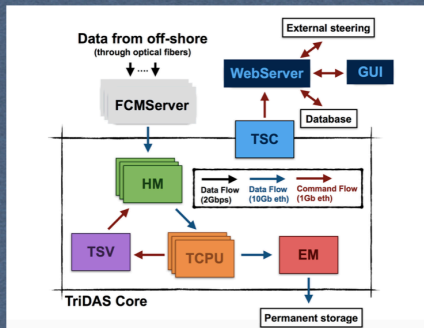 External steering
Data from off-shore
(through optical fibers)
....
WebServer
GUI
FCMServer
Database
TSC
HM
Data Flow
(2Gbps)
Data Flow
(10Gb eth)
Command Flow
(1Gb eth)
TSV
TCPU
EM
TriDAS Core
Permanent storage